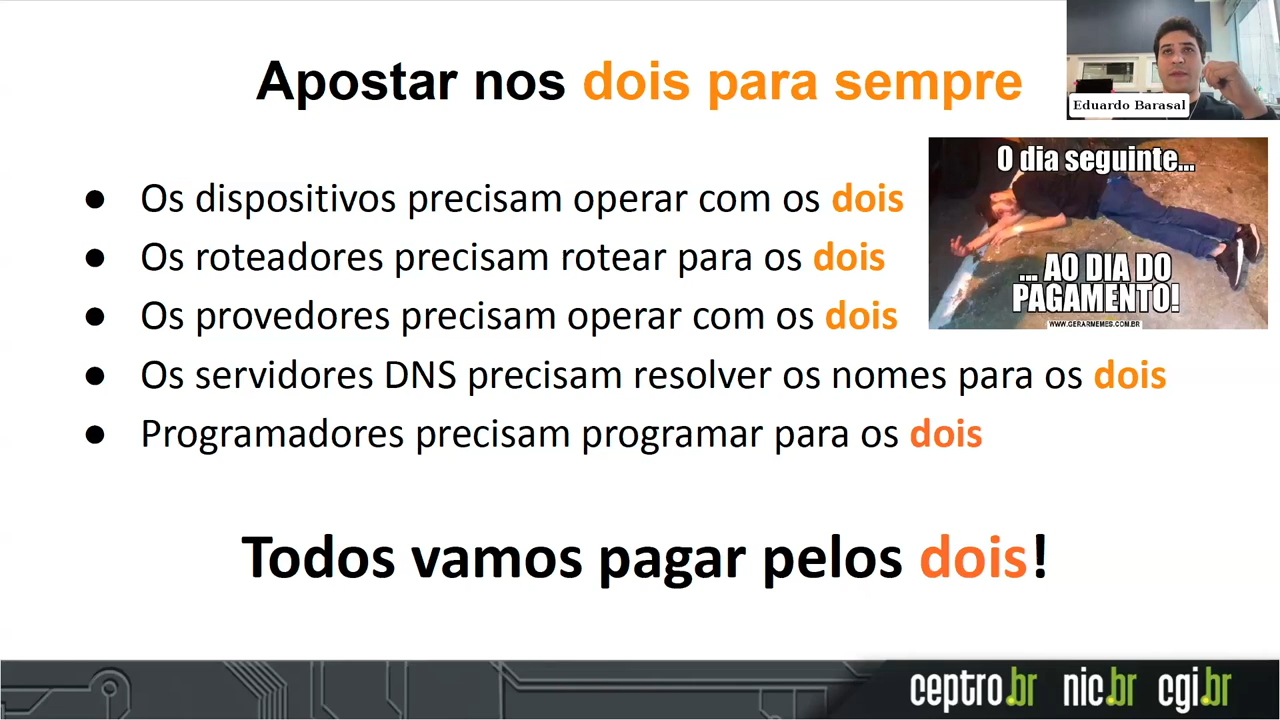 Apostar nos dois para sempre
Eduardo Barasal
O dia seguinte...
... AO DIA DO
PAGAMENTO!
WWW.GERARMEMES.COM.BR
● Os dispositivos precisam operar com os dois
● Os roteadores precisam rotear para os dois
● Os provedores precisam operar com os dois
● Os servidores DNS precisam resolver os nomes para os dois
● Programadores precisam programar para os dois
Todos vamos pagar pelos dois!
ceptro.br nic.br cgi.br